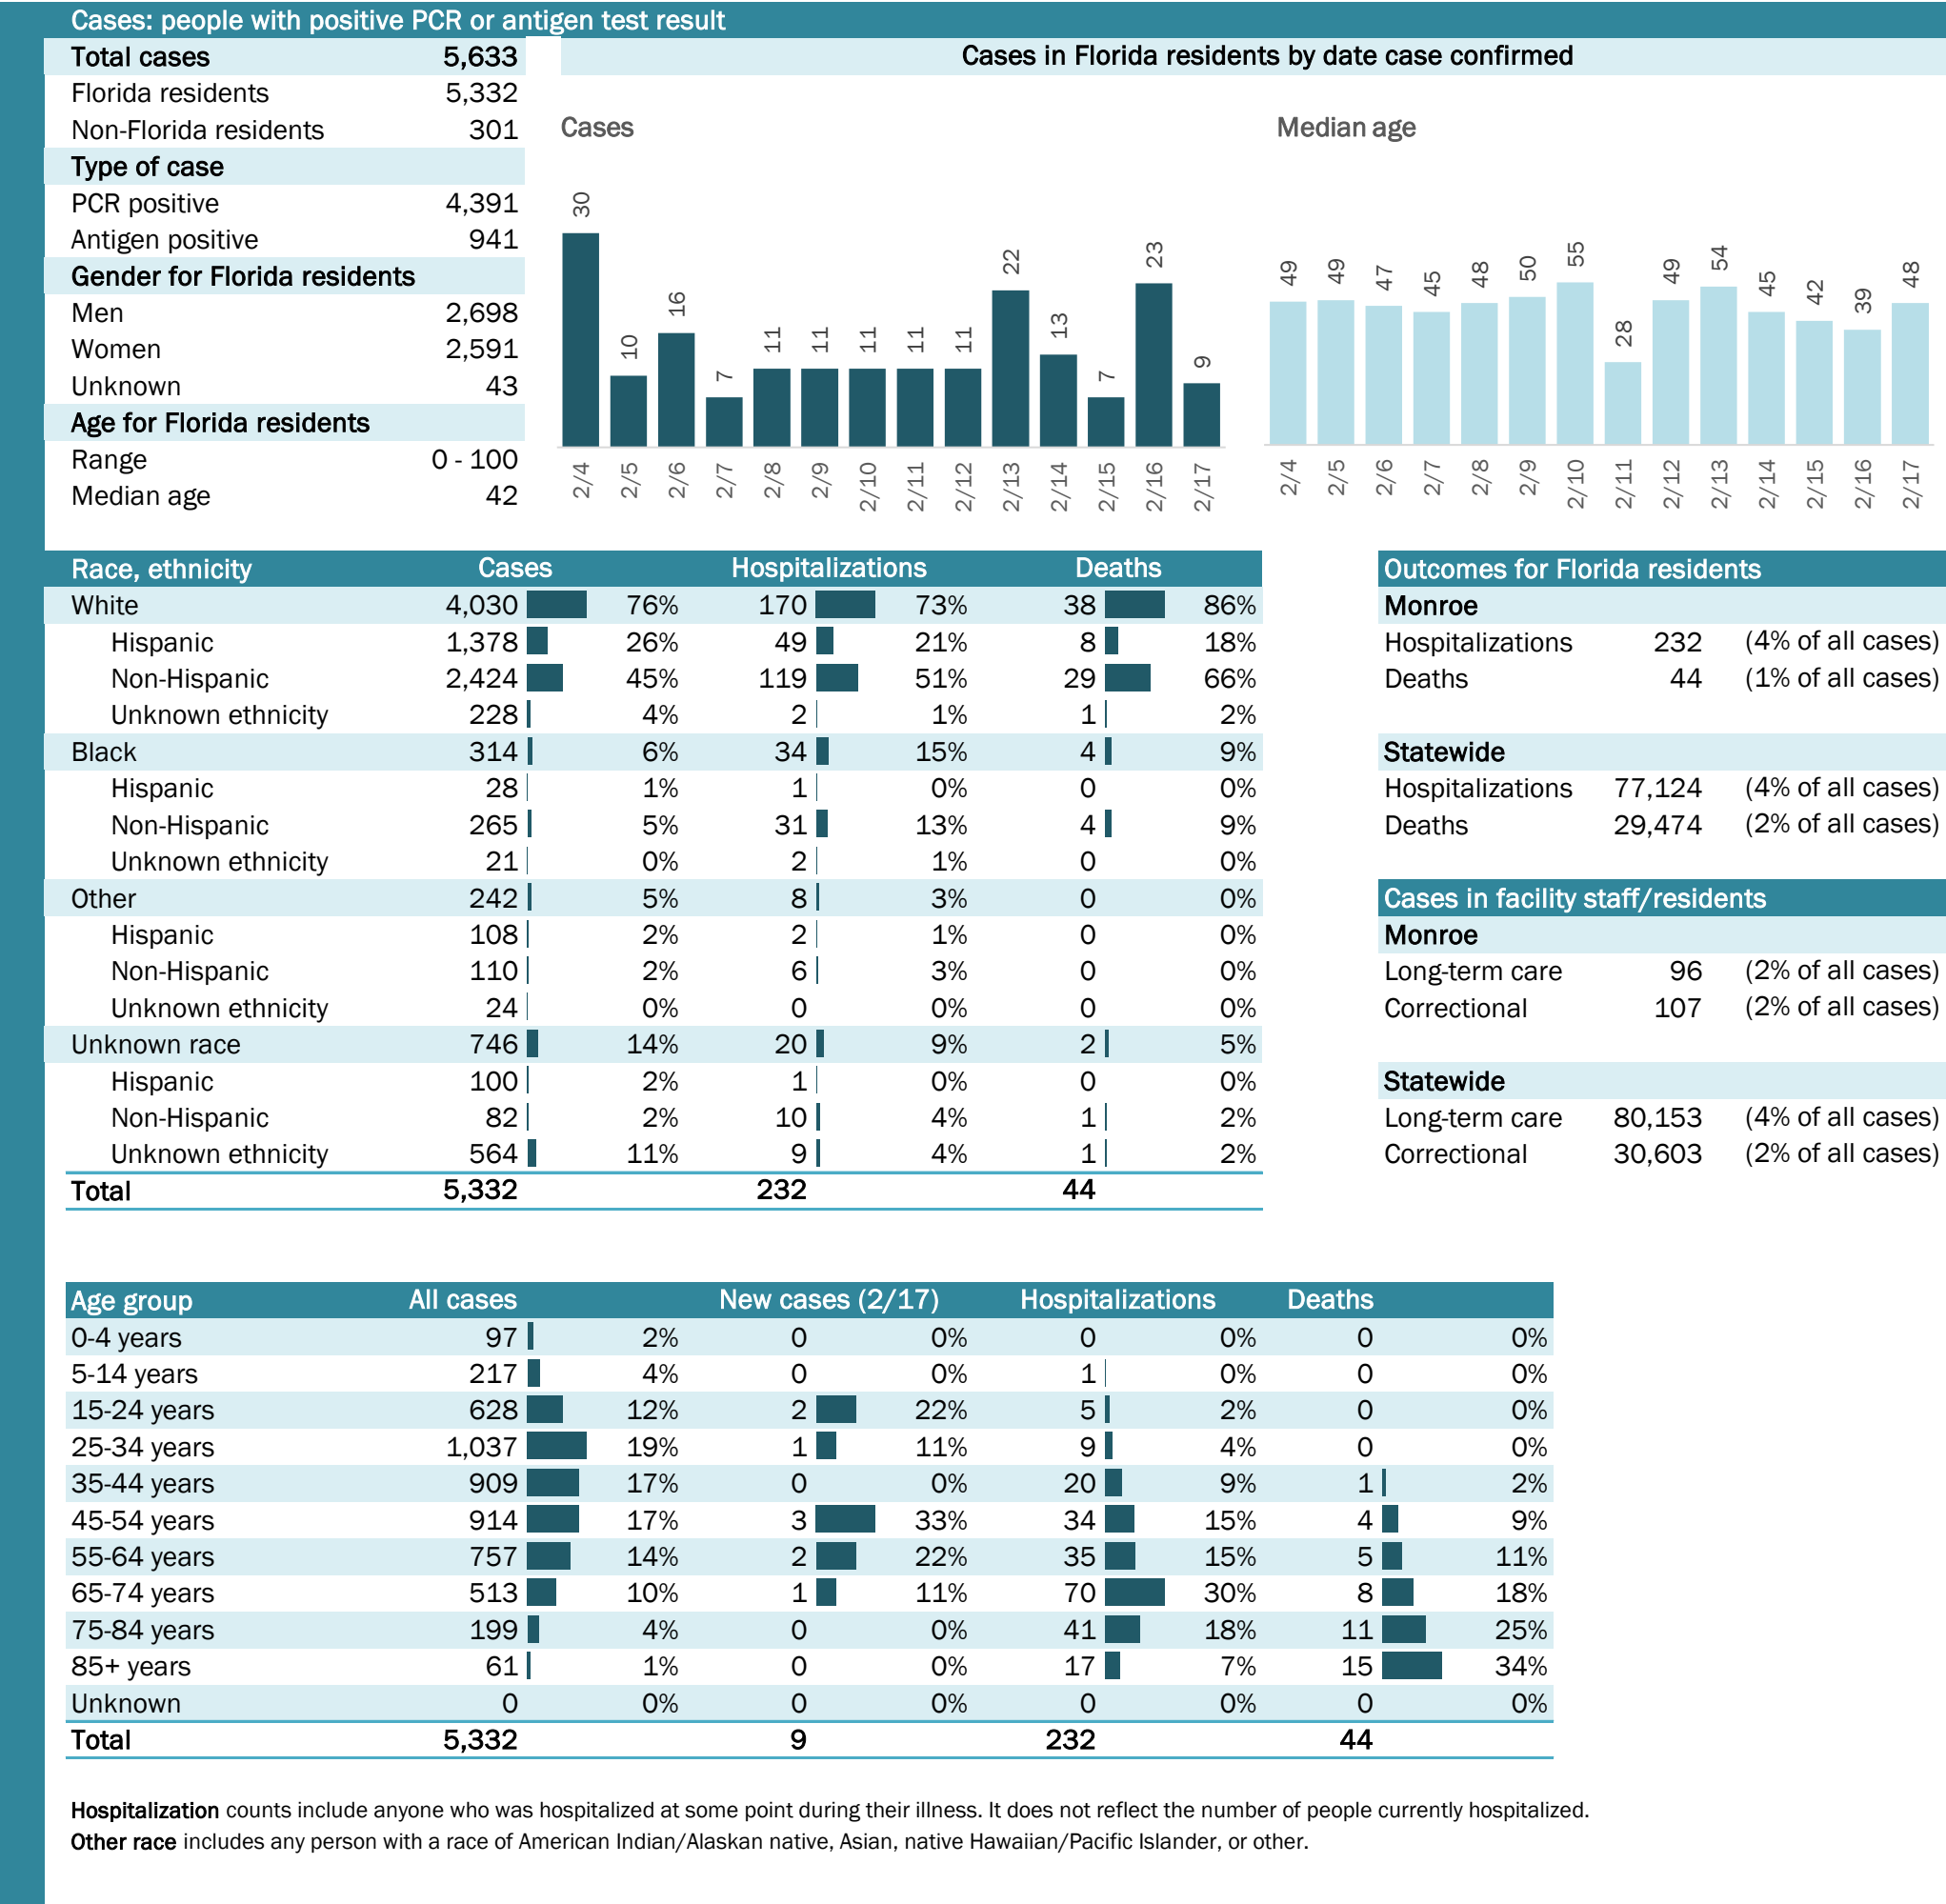 Cases: people with positive PCR or antigen test result
Total cases 5,633
Florida residents 5,332
Non-Florida residents 301
Type of case
PCR positive 4,391
Antigen positive 941
Gender for Florida residents
Men 2,698
Women 2,591
Unknown 43
Age for Florida residents
Range 0 - 100
Median age 42
Cases in Florida residents by date case confirmed
Cases
30 10 16 7 11 11 11 11 11 22 13 7 23 9
2/4 2/5 2/6 2/7 2/8 2/9 2/10 2/11 2/12 2/13 2/14 2/15 2/16 2/17
Median age
49 49 47 45 48 50 55 28 49 54 45 42 39 48
2/4 2/5 2/6 2/7 2/8 2/9 2/10 2/11 2/12 2/13 2/14 2/15 2/16 2/17
Race, ethnicity Cases Hospitalizations Deaths
White 4,030 76% 170 73% 38 86%
Hispanic 1,378 26% 49 21% 8 18%
Non-Hispanic 2,424 45% 119 51% 29 66%
Unknown ethnicity 228 4% 2 1% 1 2%
Black 314 6% 34 15% 4 9%
Hispanic 28 1% 1 0% 0 0%
Non-Hispanic 265 5% 31 13% 4 9%
Unknown ethnicity 21 0% 2 1% 0 0%
Other 242 5% 8 3% 0 0%
Hispanic 108 2% 2 1% 0 0%
Non-Hispanic 110 2% 6 3% 0 0%
Unknown ethnicity 24 0% 0 0% 0 0%
Unknown race 746 14% 20 9% 2 5%
Hispanic 100 2% 1 0% 0 0%
Non-Hispanic 82 2% 10 4% 1 2%
Unknown ethnicity 564 11% 9 4% 1 2%
Total 5,332 232 44
Outcomes for Florida residents
Monroe
Hospitalizations 232 (4% of all cases)
Deaths 44 (1% of all cases)
Statewide
Hospitalizations 77,124 (4% of all cases)
Deaths 29,474 (2% of all cases)
Cases in facility staff/residents
Monroe
Long-term care 96 (2% of all cases)
Correctional 107 (2% of all cases)
Statewide
Long-term care 80,153 (4% of all cases)
Correctional 30,603 (2% of all cases)
Age group All cases New cases (2/17) Hospitalizations Deaths
0-4 years 97 2% 0 0% 0 0% 0 0%
5-14 years 217 4% 0 0% 1 0% 0 0%
15-24 years 628 12% 2 22% 5 2% 0 0%
25-34 years 1,037 19% 1 11% 9 4% 0 0%
35-44 years 909 17% 0 0% 20 9% 1 2%
45-54 years 914 17% 3 33% 34 15% 4 9%
55-64 years 757 14% 2 22% 35 15% 5 11%
65-74 years 513 10% 1 11% 70 30% 8 18%
75-84 years 199 4% 0 0% 41 18% 11 25%
85+ years 61 1% 0 0% 17 7% 15 34%
Unknown 0 0% 0 0% 0 0% 0 0%
Total 5,332 9 232 44
Hospitalization counts include anyone who was hospitalized at some point during their illness. It does not reflect the number of people currently hospitalized.
Other race includes any person with a race of American Indian/Alaskan native, Asian, native Hawaiian/Pacific Islander, or other.